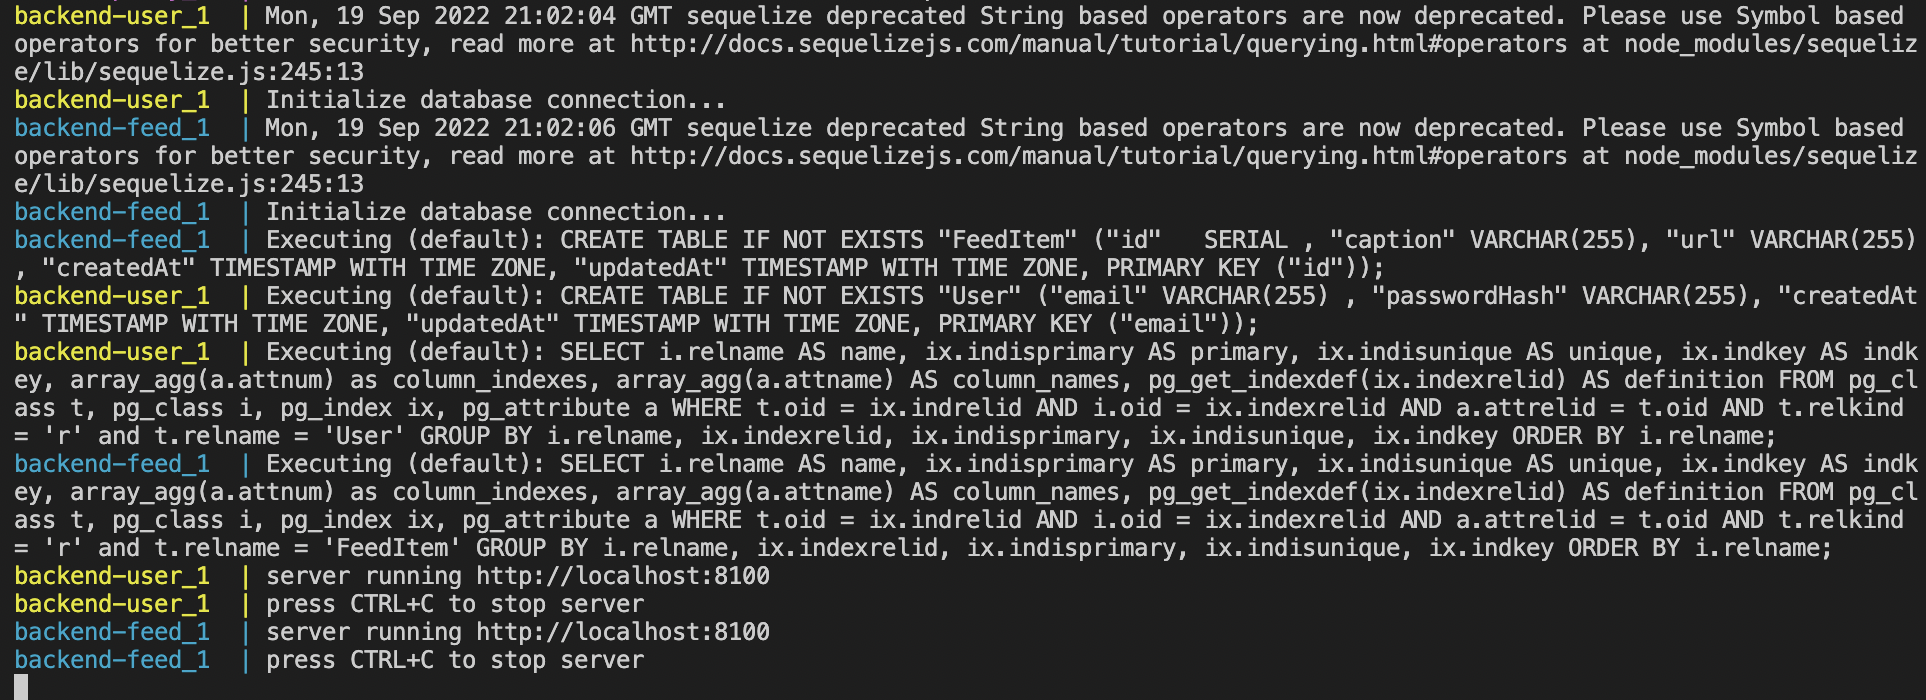 backend-user_1  | Mon, 19 Sep 2022 21:02:04 GMT sequelize deprecated String based operators are now deprecated. Please use Symbol based
operators for better security, read more at http://docs.sequelizejs.com/manual/tutorial/querying.html#operators at node_modules/sequeliz
e/lib/sequelize.js:245:13
backend-user_1  | Initialize database connection...
backend-feed_1  | Mon, 19 Sep 2022 21:02:06 GMT sequelize deprecated String based operators are now deprecated. Please use Symbol based
operators for better security, read more at http://docs.sequelizejs.com/manual/tutorial/querying.html#operators at node_modules/sequeliz
e/lib/sequelize.js:245:13
backend-feed_1  | Initialize database connection...
backend-feed_1  | Executing (default): CREATE TABLE IF NOT EXISTS "FeedItem" ("id"   SERIAL , "caption" VARCHAR(255), "url" VARCHAR(255)
, "createdAt" TIMESTAMP WITH TIME ZONE, "updatedAt" TIMESTAMP WITH TIME ZONE, PRIMARY KEY ("id"));
backend-user_1  | Executing (default): CREATE TABLE IF NOT EXISTS "User" ("email" VARCHAR(255) , "passwordHash" VARCHAR(255), "createdAt
" TIMESTAMP WITH TIME ZONE, "updatedAt" TIMESTAMP WITH TIME ZONE, PRIMARY KEY ("email"));
backend-user_1  | Executing (default): SELECT i.relname AS name, ix.indisprimary AS primary, ix.indisunique AS unique, ix.indkey AS indk
ey, array_agg(a.attnum) as column_indexes, array_agg(a.attname) AS column_names, pg_get_indexdef(ix.indexrelid) AS definition FROM pg_cl
ass t, pg_class i, pg_index ix, pg_attribute a WHERE t.oid = ix.indrelid AND i.oid = ix.indexrelid AND a.attrelid = t.oid AND t.relkind
= 'r' and t.relname = 'User' GROUP BY i.relname, ix.indexrelid, ix.indisprimary, ix.indisunique, ix.indkey ORDER BY i.relname;
backend-feed_1  | Executing (default): SELECT i.relname AS name, ix.indisprimary AS primary, ix.indisunique AS unique, ix.indkey AS indk
ey, array_agg(a.attnum) as column_indexes, array_agg(a.attname) AS column_names, pg_get_indexdef(ix.indexrelid) AS definition FROM pg_cl
ass t, pg_class i, pg_index ix, pg_attribute a WHERE t.oid = ix.indrelid AND i.oid = ix.indexrelid AND a.attrelid = t.oid AND t.relkind
= 'r' and t.relname = 'FeedItem' GROUP BY i.relname, ix.indexrelid, ix.indisprimary, ix.indisunique, ix.indkey ORDER BY i.relname;
backend-user_1  | server running http://localhost:8100
backend-user_1  | press CTRL+C to stop server
backend-feed_1  | server running http://localhost:8100
backend-feed_1  | press CTRL+C to stop server